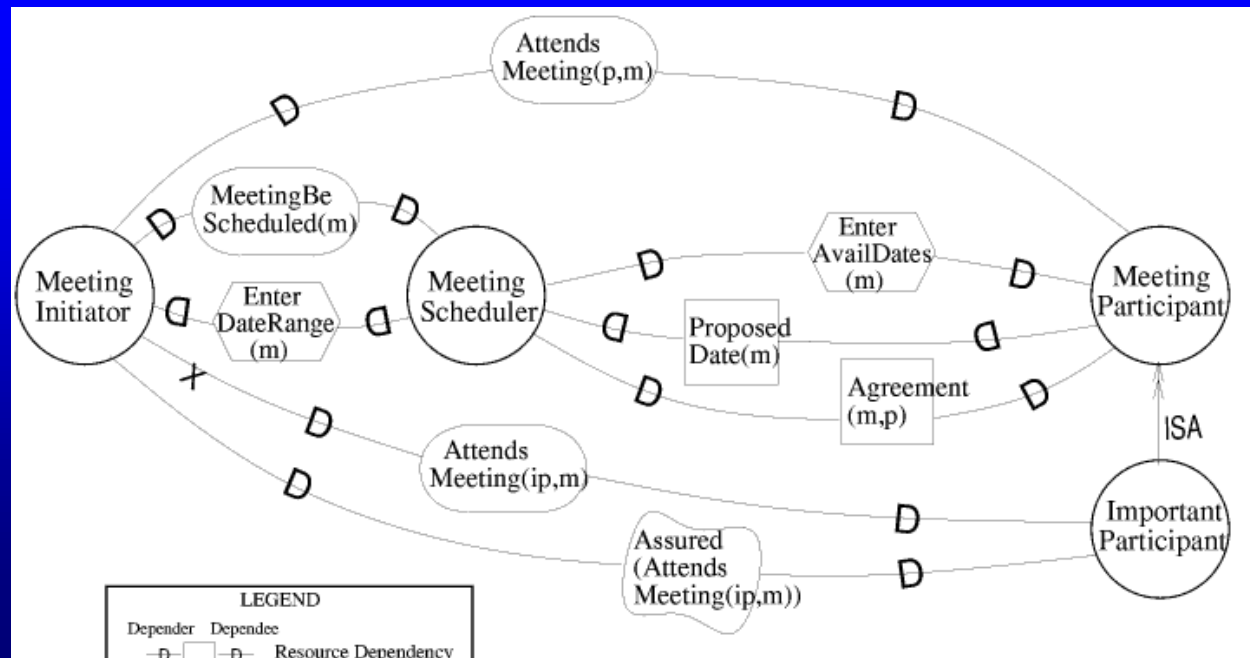 Attends
Meeting(p,m)
D
D
MeetingBe
Scheduled(m)
D
D
Enter
AvailDates
(m)
D
D
Meeting
Initiator
Meeting
Scheduler
Meeting
Participant
Enter
DateRange
(m)
D
D
Proposed
Date(m)
D
D
Agreement
(m,p)
D
D
X
D
Attends
Meeting(ip,m)
D
ISA
D
Assured
(Attends
Meeting(ip,m))
D
Important
Participant
LEGEND
Depender Dependee
D D Resource Dependency